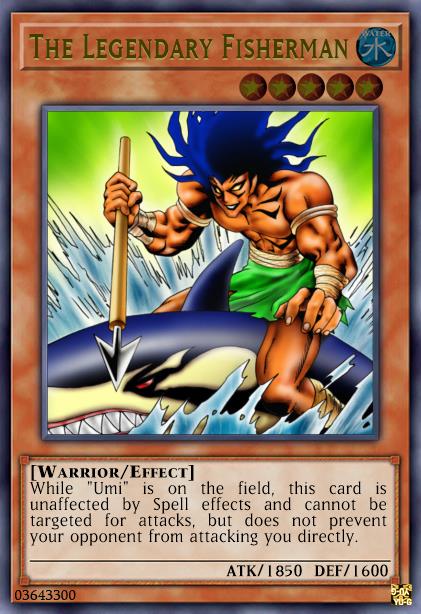 THE LEGENDARY FISHERMAN
WATER
水
[WARRIOR/EFFECT]
While "Umi" is on the field, this card is
unaffected by Spell effects and cannot be
targeted for attacks, but does not prevent
your opponent from attacking you directly.
ATK/1850 DEF/1600
03643300